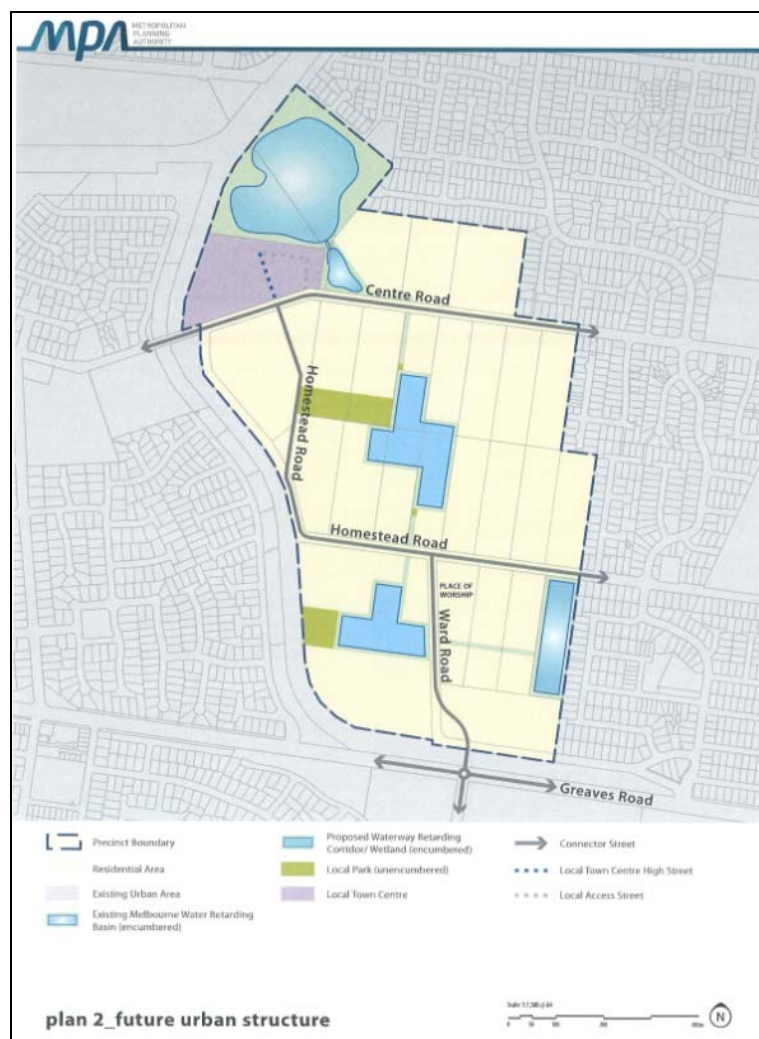 MPA
METROPOLITAN
PLANNING
AUTHORITY
Centre Road
Homestead Road
Homestead Road
PLACE OF
WORSHIP
Ward Road
Greaves Road
Precinct Boundary
Residential Area
Existing Urban Area
Existing Melbourne Water Retarding
Basin (encumbered)
Proposed Waterway Retarding
Corridor/ Wetland (encumbered)
Local Park (unencumbered)
Local Town Centre
Connector Street
Local Town Centre High Street
Local Access Street
plan 2_future urban structure
N